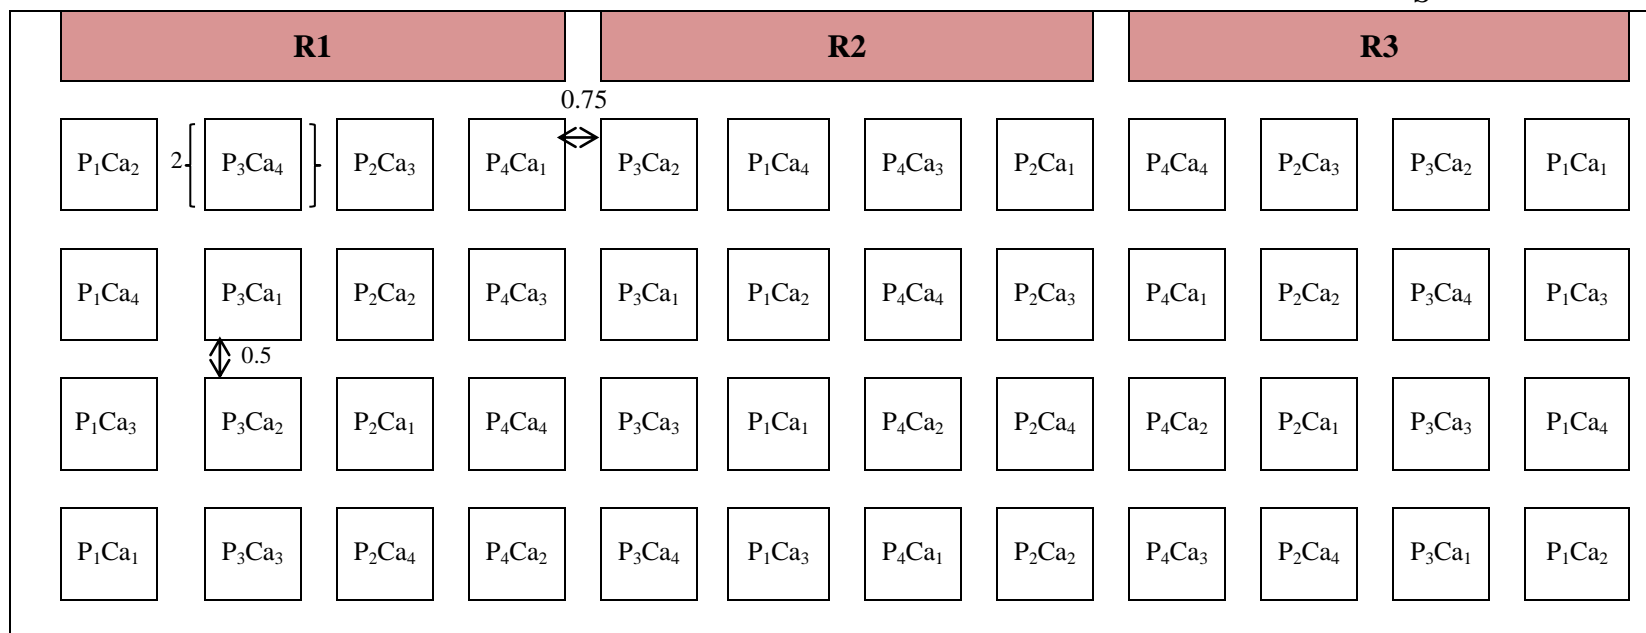 R1 R2 R3
0.75
P₁Ca₂ 2 P₃Ca₄ P₂Ca₃ P₄Ca₁ P₃Ca₂ P₁Ca₄ P₄Ca₃ P₂Ca₁ P₄Ca₄ P₂Ca₃ P₃Ca₂ P₁Ca₁
P₁Ca₄ P₃Ca₁ P₂Ca₂ P₄Ca₃ P₃Ca₁ P₁Ca₂ P₄Ca₄ P₂Ca₃ P₄Ca₁ P₂Ca₂ P₃Ca₄ P₁Ca₃
0.5
P₁Ca₃ P₃Ca₂ P₂Ca₁ P₄Ca₄ P₃Ca₃ P₁Ca₁ P₄Ca₂ P₂Ca₄ P₄Ca₂ P₂Ca₁ P₃Ca₃ P₁Ca₄
P₁Ca₁ P₃Ca₃ P₂Ca₄ P₄Ca₂ P₃Ca₄ P₁Ca₃ P₄Ca₁ P₂Ca₂ P₄Ca₃ P₂Ca₄ P₃Ca₁ P₁Ca₂